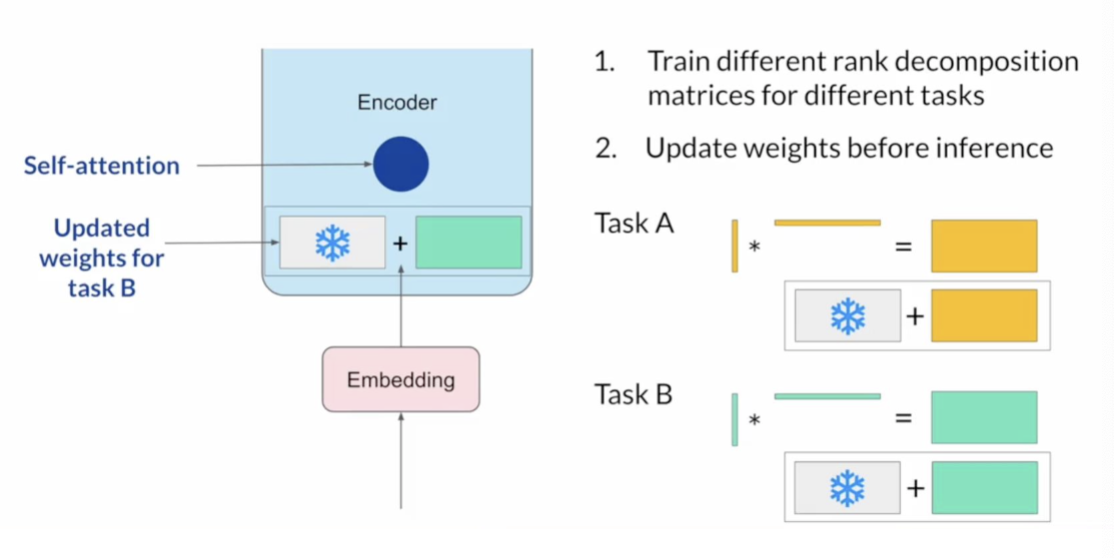 Encoder
Self-attention
Updated
weights for
task B
+
Embedding
1. Train different rank decomposition
matrices for different tasks
2. Update weights before inference
Task A
* =
+
Task B
* =
+